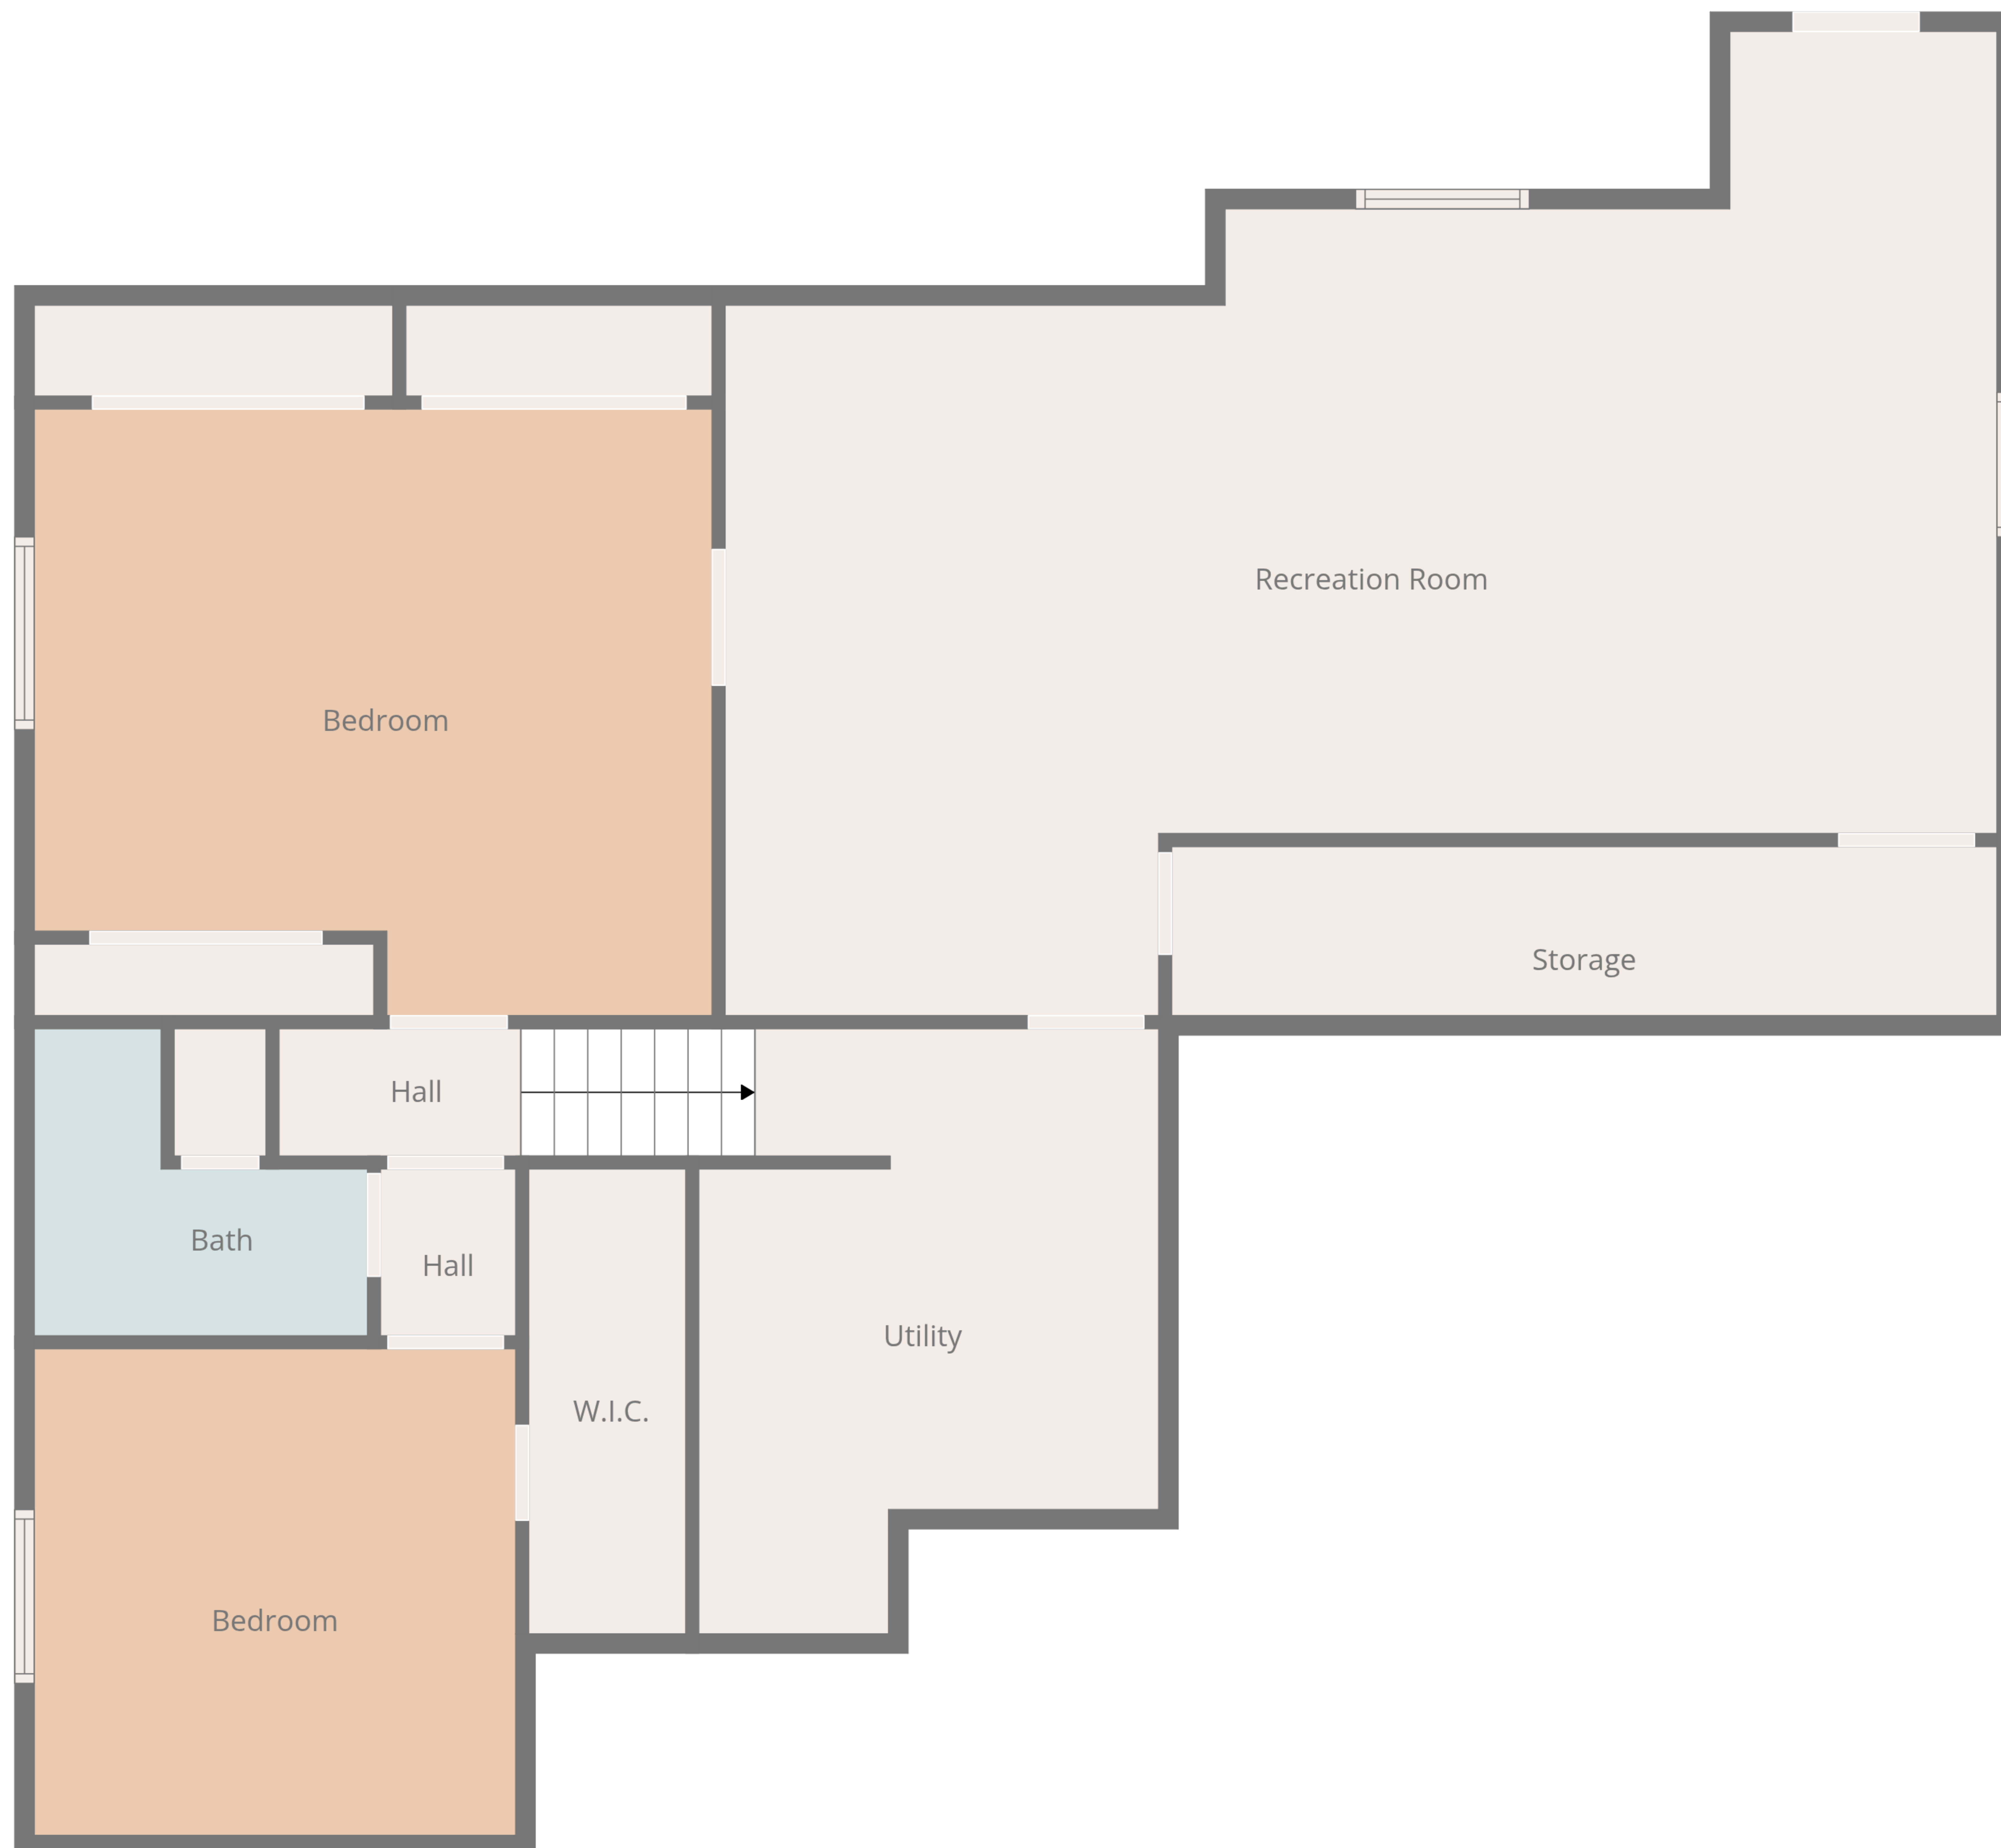 Recreation Room
Bedroom
Storage
Hall
Bath
Hall
Utility
W.I.C.
Bedroom